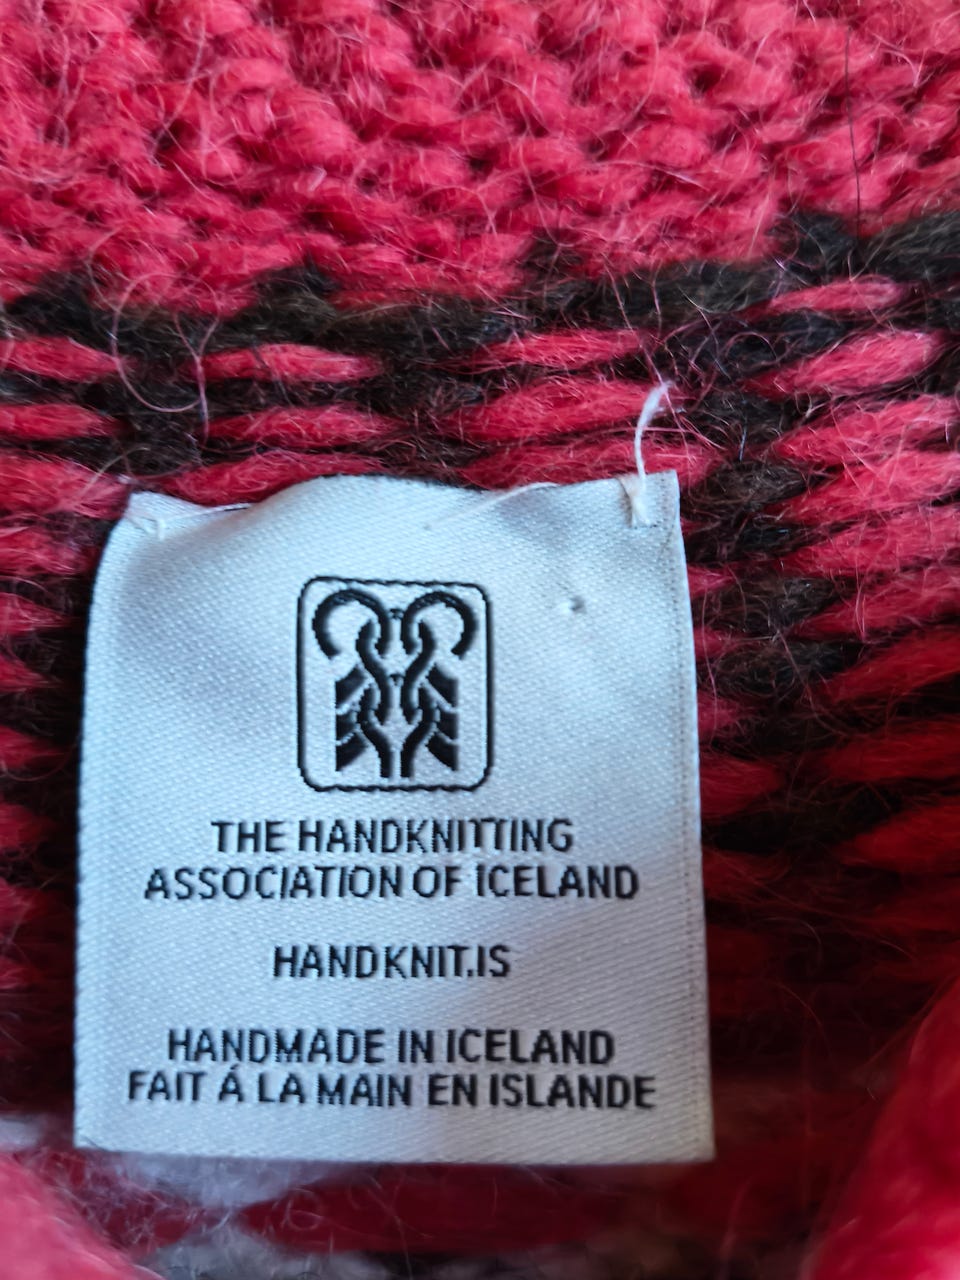 THE HANDKNITTING
ASSOCIATION OF ICELAND
HANDKNIT.IS
HANDMADE IN ICELAND
FAIT Á LA MAIN EN ISLANDE